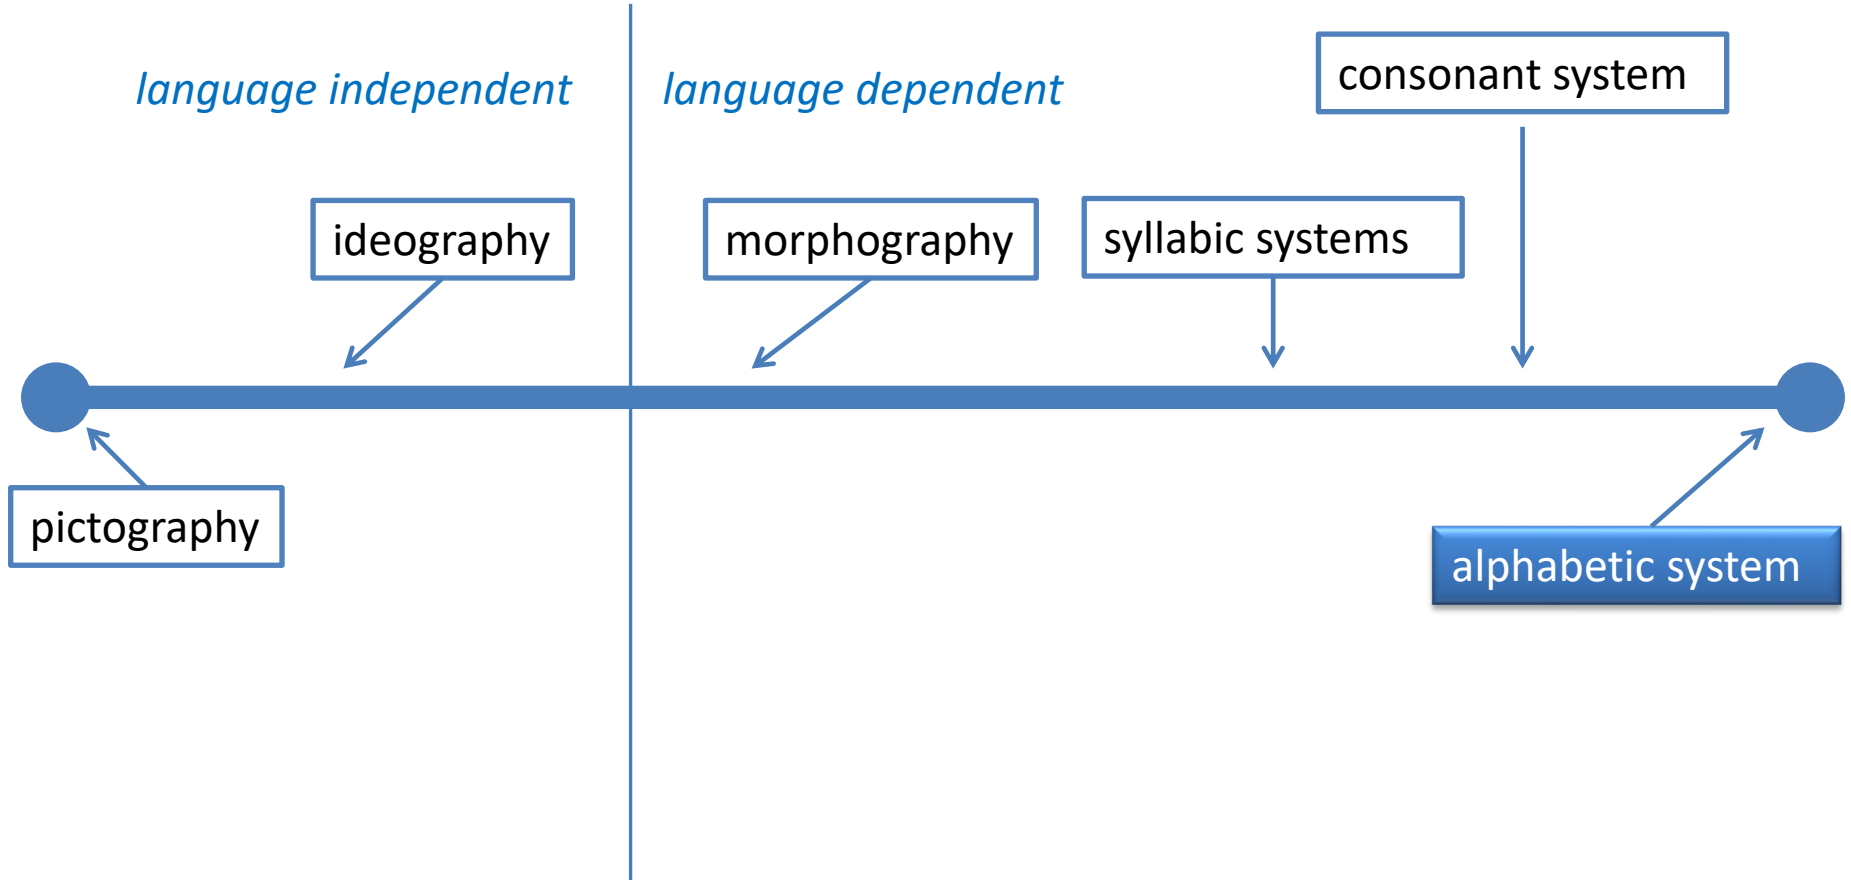 consonant system
language independent
language dependent
ideography
morphography
syllabic systems
pictography
alphabetic system